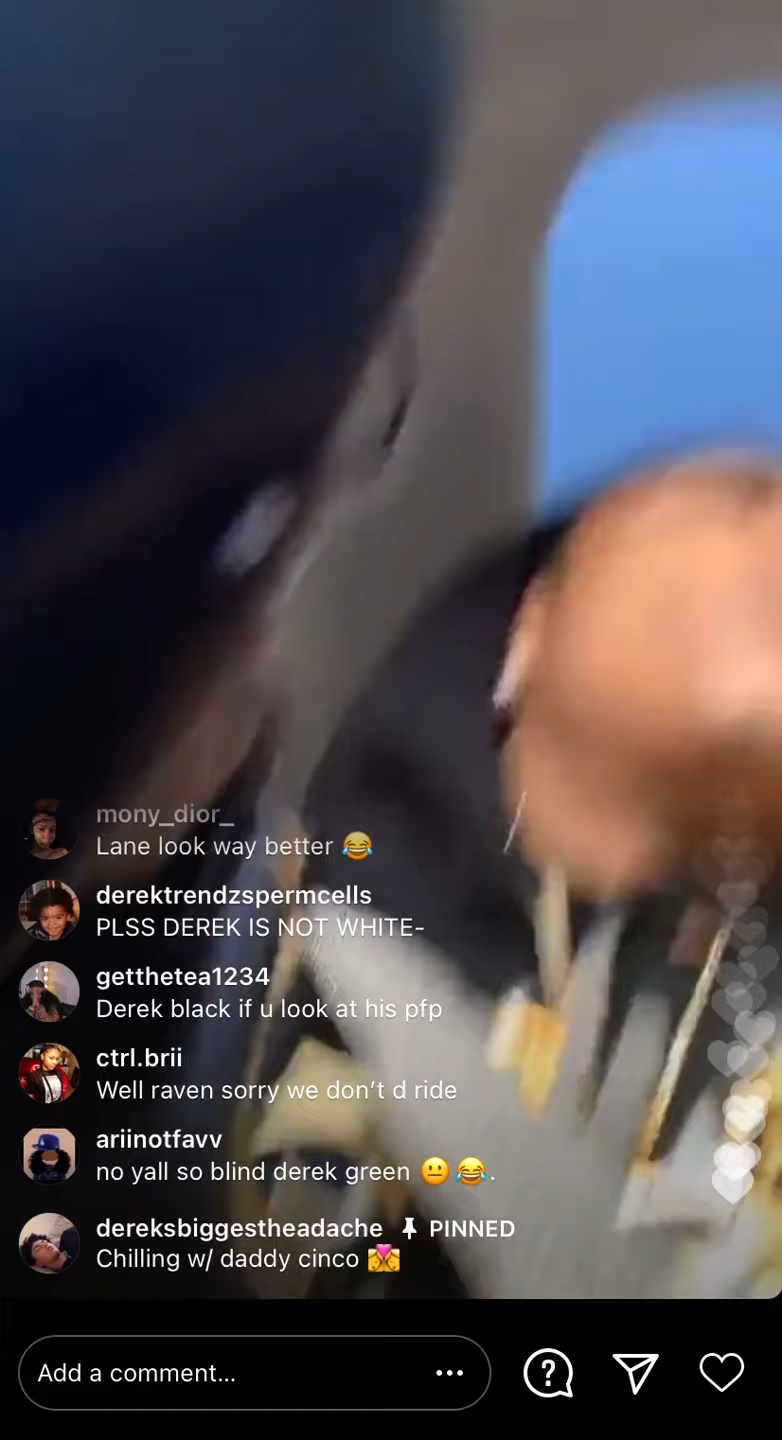 mony_dior_
Lane look way better 😂
derektrendzspermcells
PLSS DEREK IS NOT WHITE-
getthetea1234
Derek black if u look at his pfp
ctrl.brii
Well raven sorry we don’t d ride
ariinotfavv
no yall so blind derek green 😐😂.
dereksbiggestheadache 📌 PINNED
Chilling w/ daddy cinco 👩‍❤️‍💋‍👩
Add a comment...